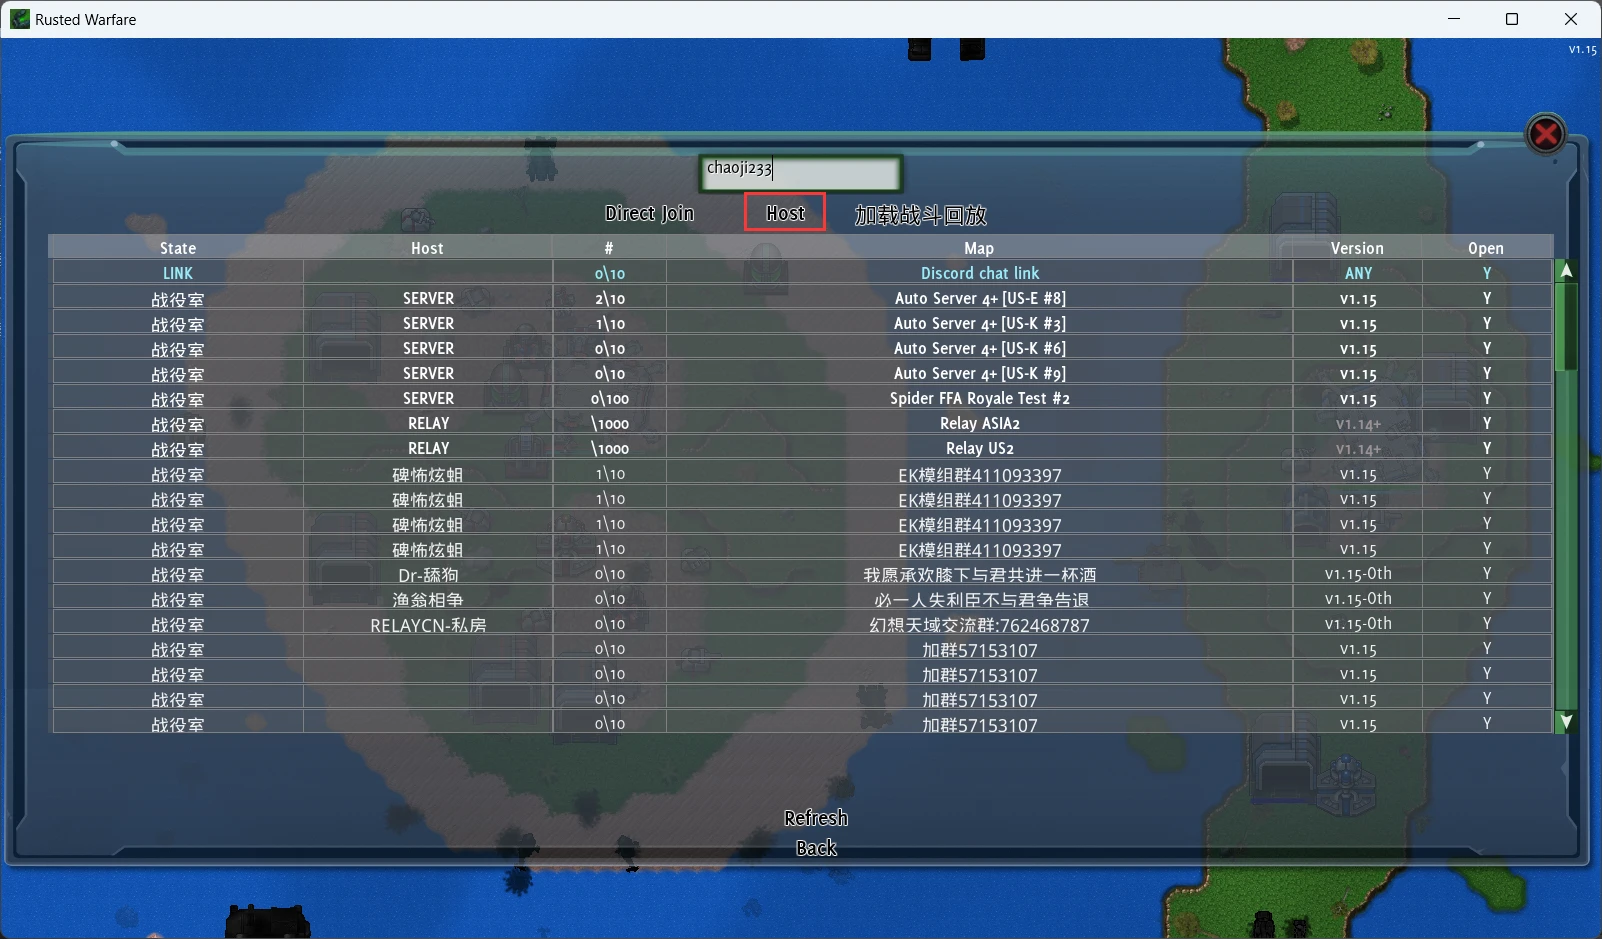 Rusted Warfare
v1.15
chaoji233
Direct Join Host 加载战斗回放
State Host # Map Version Open
LINK 0\10 Discord chat link ANY Y
战役室 SERVER 2\10 Auto Server 4+ [US-E #8] v1.15 Y
战役室 SERVER 1\10 Auto Server 4+ [US-K #3] v1.15 Y
战役室 SERVER 0\10 Auto Server 4+ [US-K #6] v1.15 Y
战役室 SERVER 0\10 Auto Server 4+ [US-K #9] v1.15 Y
战役室 SERVER 0\100 Spider FFA Royale Test #2 v1.15 Y
战役室 RELAY \1000 Relay ASIA2 v1.14+ Y
战役室 RELAY \1000 Relay US2 v1.14+ Y
战役室 碑怖炫蛆 1\10 EK模组群411093397 v1.15 Y
战役室 碑怖炫蛆 1\10 EK模组群411093397 v1.15 Y
战役室 碑怖炫蛆 1\10 EK模组群411093397 v1.15 Y
战役室 碑怖炫蛆 1\10 EK模组群411093397 v1.15 Y
战役室 Dr-舔狗 0\10 我愿承欢膝下与君共进一杯酒 v1.15-0th Y
战役室 渔翁相争 0\10 必一人失利臣不与君争告退 v1.15-0th Y
战役室 RELAYCN-私房 0\10 幻想天域交流群:762468787 v1.15-0th Y
战役室 0\10 加群57153107 v1.15 Y
战役室 0\10 加群57153107 v1.15 Y
战役室 0\10 加群57153107 v1.15 Y
战役室 0\10 加群57153107 v1.15 Y
Refresh
Back